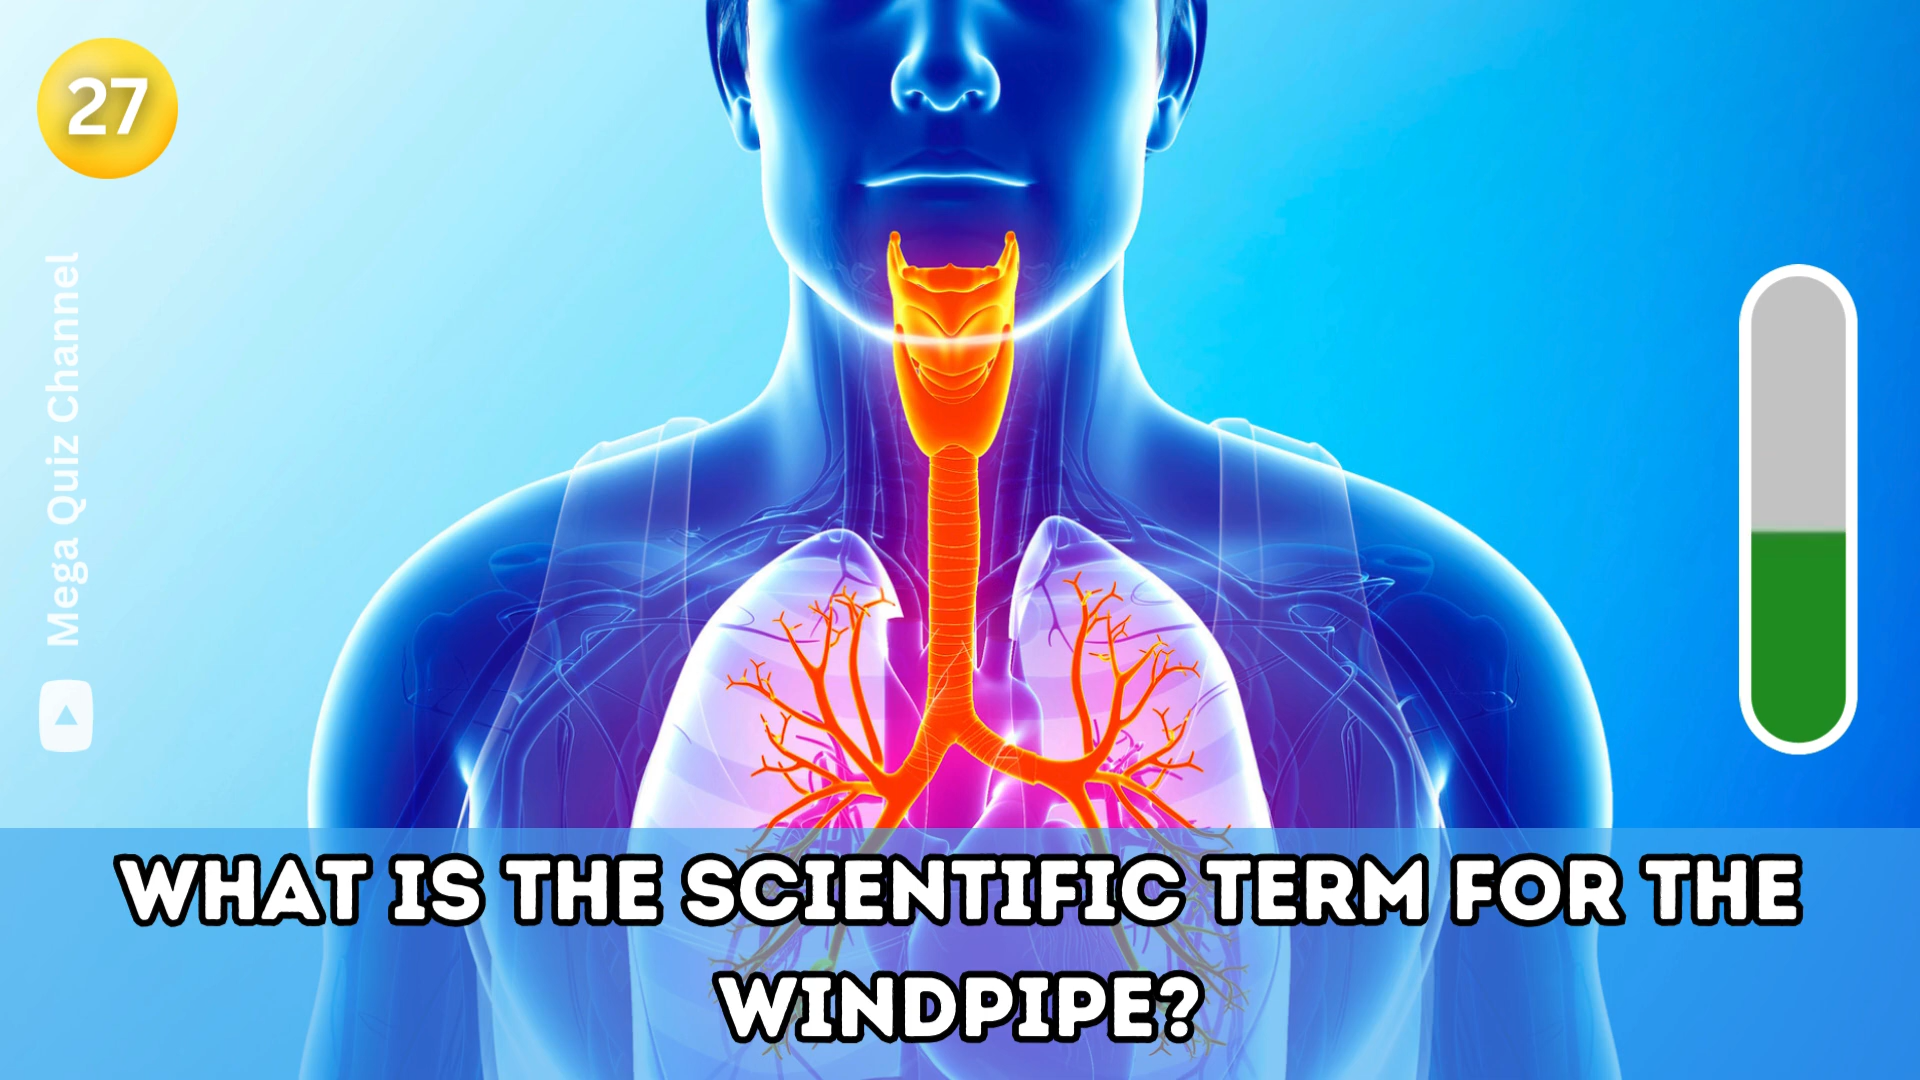 27
Mega Quiz Channel
WHAT IS THE SCIENTIFIC TERM FOR THE
WINDPIPE?